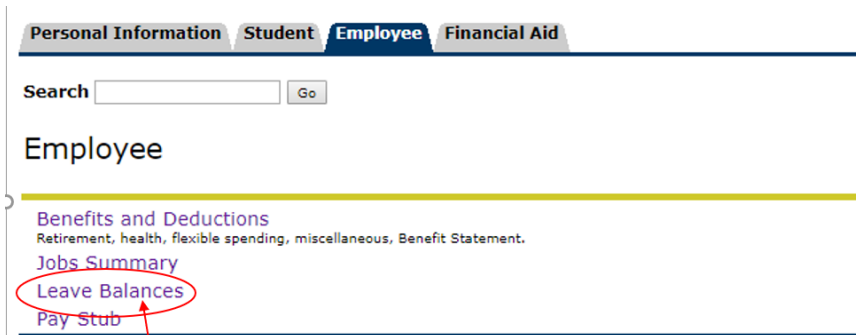 Personal Information Student Employee Financial Aid
Search Go
Employee
Benefits and Deductions
Retirement, health, flexible spending, miscellaneous, Benefit Statement.
Jobs Summary
Leave Balances
Pay Stub